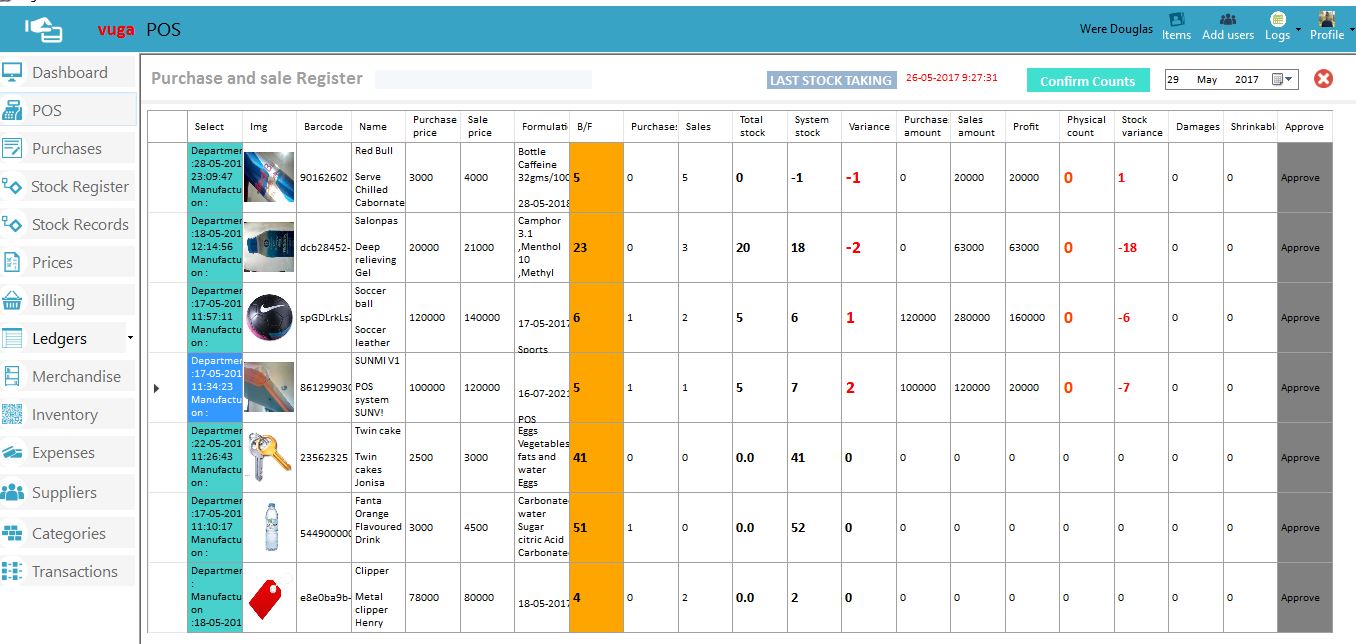 vuga POS
Were Douglas Items Add users Logs Profile
Dashboard
POS
Purchases
Stock Register
Stock Records
Prices
Billing
Ledgers
Merchandise
Inventory
Expenses
Suppliers
Categories
Transactions
Purchase and sale Register LAST STOCK TAKING 26-05-2017 9:27:31 Confirm Counts 29 May 2017
Select Img Barcode Name Purchase price Sale price Formulati B/F Purchases Sales Total stock System stock Variance Purchase amount Sales amount Profit Physical count Stock variance Damages Shrinkabl Approve
Departmen
:28-05-201
23:09:47
Manufactu
on :
90162602
Red Bull
Serve
Chilled
Cabornate
3000 4000
Bottle
Caffeine
32gms/100
28-05-2018
5 0 5 0 -1 -1 0 20000 20000 0 1 0 0 Approve
Departmen
:18-05-201
12:14:56
Manufactu
on :
dcb28452-
Salonpas
Deep
relieving
Gel
20000 21000
Camphor
3.1
,Menthol
10
,Methyl
23 0 3 20 18 -2 0 63000 63000 0 -18 0 0 Approve
Departmen
:17-05-201
11:57:11
Manufactu
on :
spGDLrkLs
Soccer
ball
Soccer
leather
120000 140000
17-05-2017
Sports
6 1 2 5 6 1 120000 280000 160000 0 -6 0 0 Approve
Departmen
:17-05-201
11:34:23
Manufactu
on :
861299030
SUNMI V1
POS
system
SUNV!
100000 120000
16-07-2021
POS
5 1 1 5 7 2 100000 120000 20000 0 -7 0 0 Approve
Departmen
:22-05-201
11:26:43
Manufactu
on :
23562325
Twin cake
Twin
cakes
Jonisa
2500 3000
Eggs
Vegetables
fats and
water
Eggs
41 0 0 0.0 41 0 0 0 0 0 0 0 0 Approve
Departmen
:17-05-201
11:10:17
Manufactu
on :
544900000
Fanta
Orange
Flavoured
Drink
3000 4500
Carbonate
water
Sugar
citric Acid
Carbonate
51 1 0 0.0 52 0 0 0 0 0 0 0 0 Approve
Departmen
:
Manufactu
on
:18-05-201
e8e0ba9b-
Clipper
Metal
clipper
Henry
78000 80000
18-05-2017
4 0 2 0.0 2 0 0 0 0 0 0 0 0 Approve